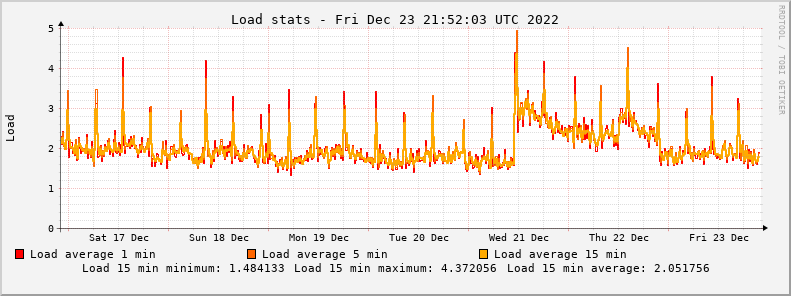 Load stats - Fri Dec 23 21:52:03 UTC 2022
RRDTOOL / TOBI OETIKER
Load
5
4
3
2
1
0
Sat 17 Dec Sun 18 Dec Mon 19 Dec Tue 20 Dec Wed 21 Dec Thu 22 Dec Fri 23 Dec
Load average 1 min Load average 5 min Load average 15 min
Load 15 min minimum: 1.484133 Load 15 min maximum: 4.372056 Load 15 min average: 2.051756